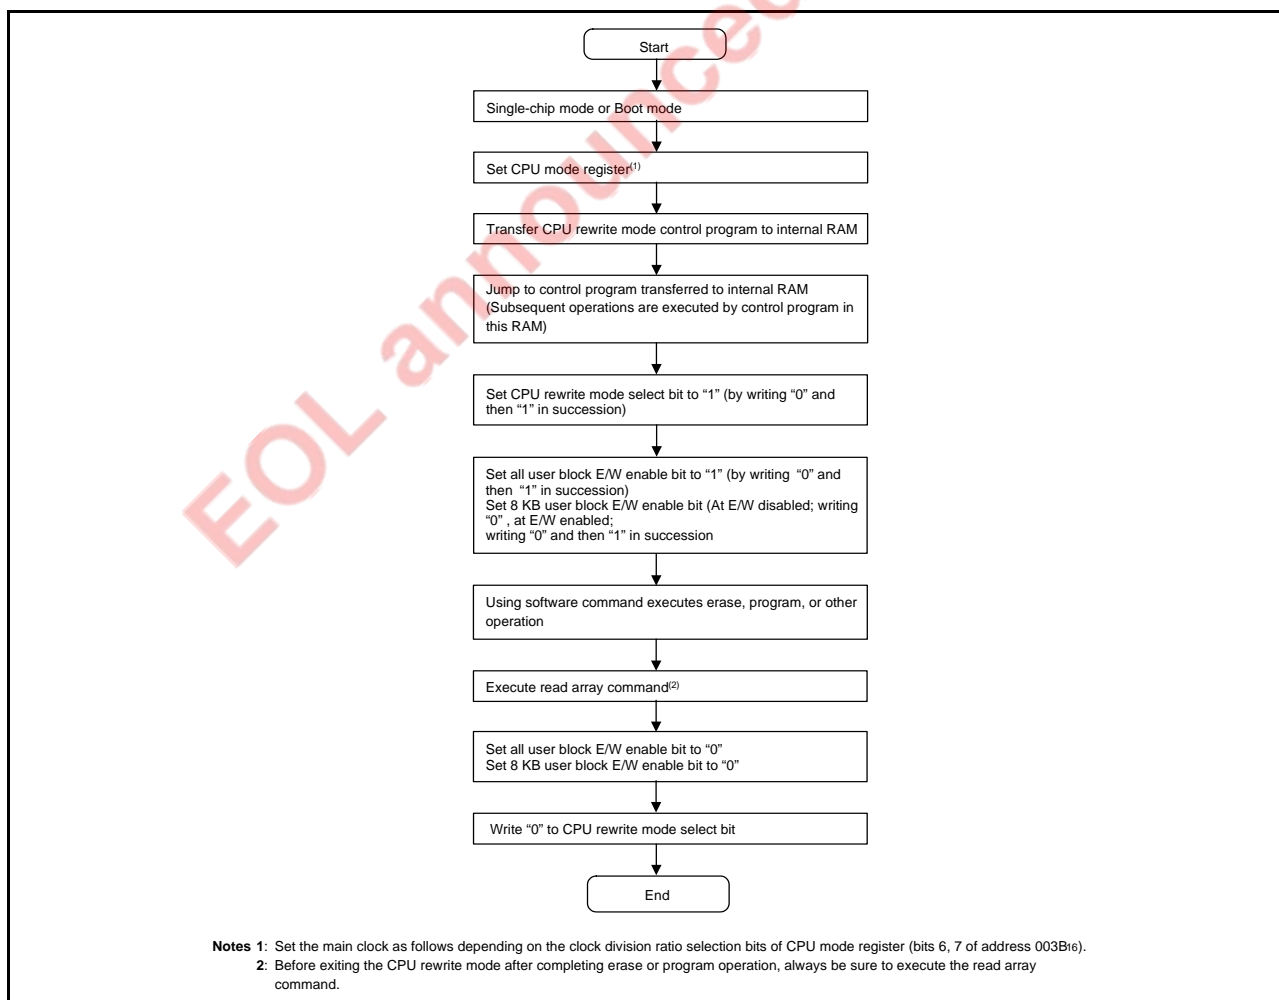 EOL announced
Start
Single-chip mode or Boot mode
Set CPU mode register(1)
Transfer CPU rewrite mode control program to internal RAM
Jump to control program transferred to internal RAM
(Subsequent operations are executed by control program in
this RAM)
Set CPU rewrite mode select bit to “1” (by writing “0” and
then “1” in succession)
Set all user block E/W enable bit to “1” (by writing “0” and
then “1” in succession)
Set 8 KB user block E/W enable bit (At E/W disabled; writing
“0” , at E/W enabled;
writing “0” and then “1” in succession
Using software command executes erase, program, or other
operation
Execute read array command(2)
Set all user block E/W enable bit to “0”
Set 8 KB user block E/W enable bit to “0”
Write “0” to CPU rewrite mode select bit
End
Notes 1: Set the main clock as follows depending on the clock division ratio selection bits of CPU mode register (bits 6, 7 of address 003B16).
2: Before exiting the CPU rewrite mode after completing erase or program operation, always be sure to execute the read array
command.